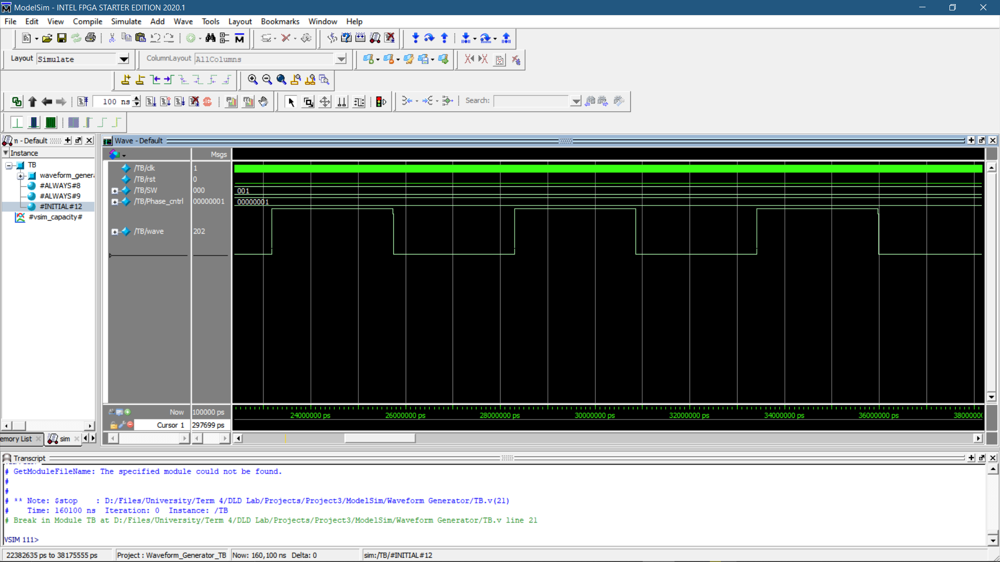 ModelSim - INTEL FPGA STARTER EDITION 2020.1
File Edit View Compile Simulate Add Wave Tools Layout Bookmarks Window Help
Layout Simulate ColumnLayout AllColumns
100 ns Search:
n - Default
Wave - Default
Instance
Msgs
TB
waveform_genera
#ALWAYS#8
#ALWAYS#9
#INITIAL#12
#vsim_capacity#
/TB/clk 1
/TB/rst 0
/TB/SW 000 001
/TB/Phase_cntrl 00000001 00000001
/TB/wave 202
Now 100000 ps
24000000 ps 26000000 ps 28000000 ps 30000000 ps 32000000 ps 34000000 ps 36000000 ps 3800000
Cursor 1 297699 ps
emory List sim
Transcript
# GetModuleFileName: The specified module could not be found.
#
#
# ** Note: $stop : D:/Files/University/Term 4/DLD Lab/Projects/Project3/ModelSim/Waveform Generator/TB.v(21)
# Time: 160100 ns Iteration: 0 Instance: /TB
# Break in Module TB at D:/Files/University/Term 4/DLD Lab/Projects/Project3/ModelSim/Waveform Generator/TB.v line 21
VSIM 111>
22382635 ps to 38175555 ps Project : Waveform_Generator_TB Now: 160,100 ns Delta: 0 sim:/TB/#INITIAL#12